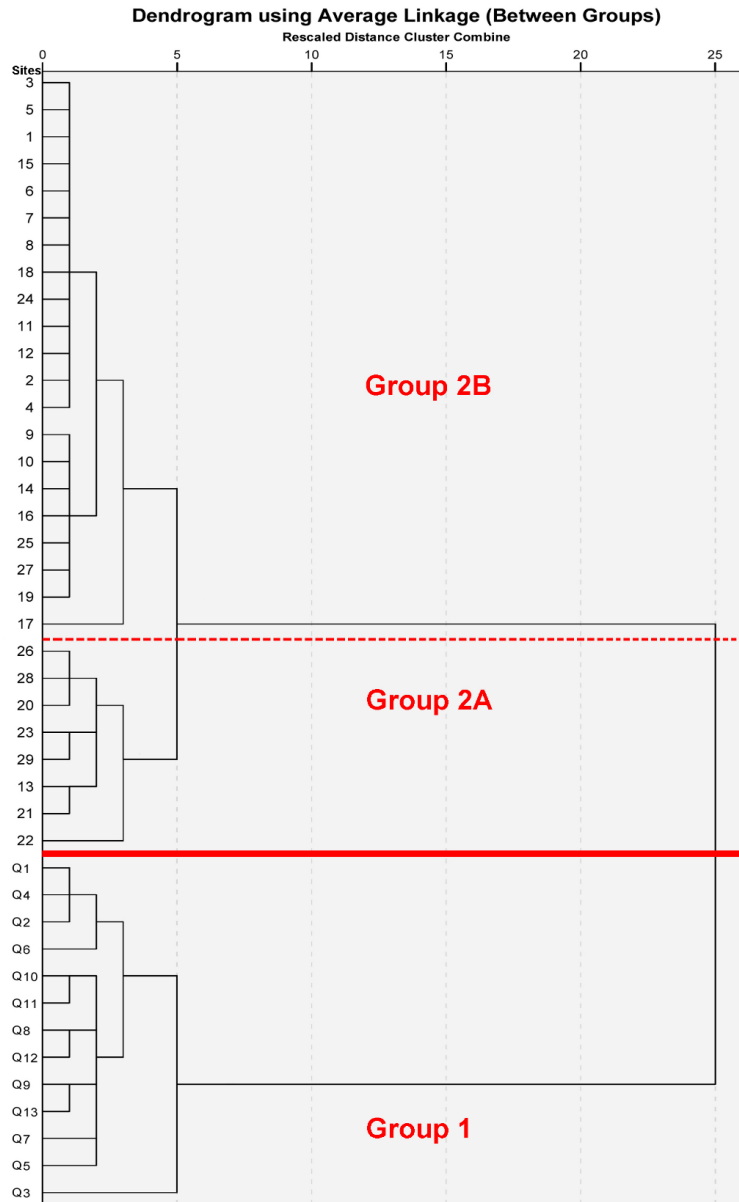 Dendrogram using Average Linkage (Between Groups)
Rescaled Distance Cluster Combine
0 5 10 15 20 25
Sites
3
5
1
15
6
7
8
18
24
11
12
2
4
Group 2B
9
10
14
16
25
27
19
17
26
28
20
Group 2A
23
29
13
21
22
Q1
Q4
Q2
Q6
Q10
Q11
Q8
Q12
Q9
Q13
Group 1
Q7
Q5
Q3